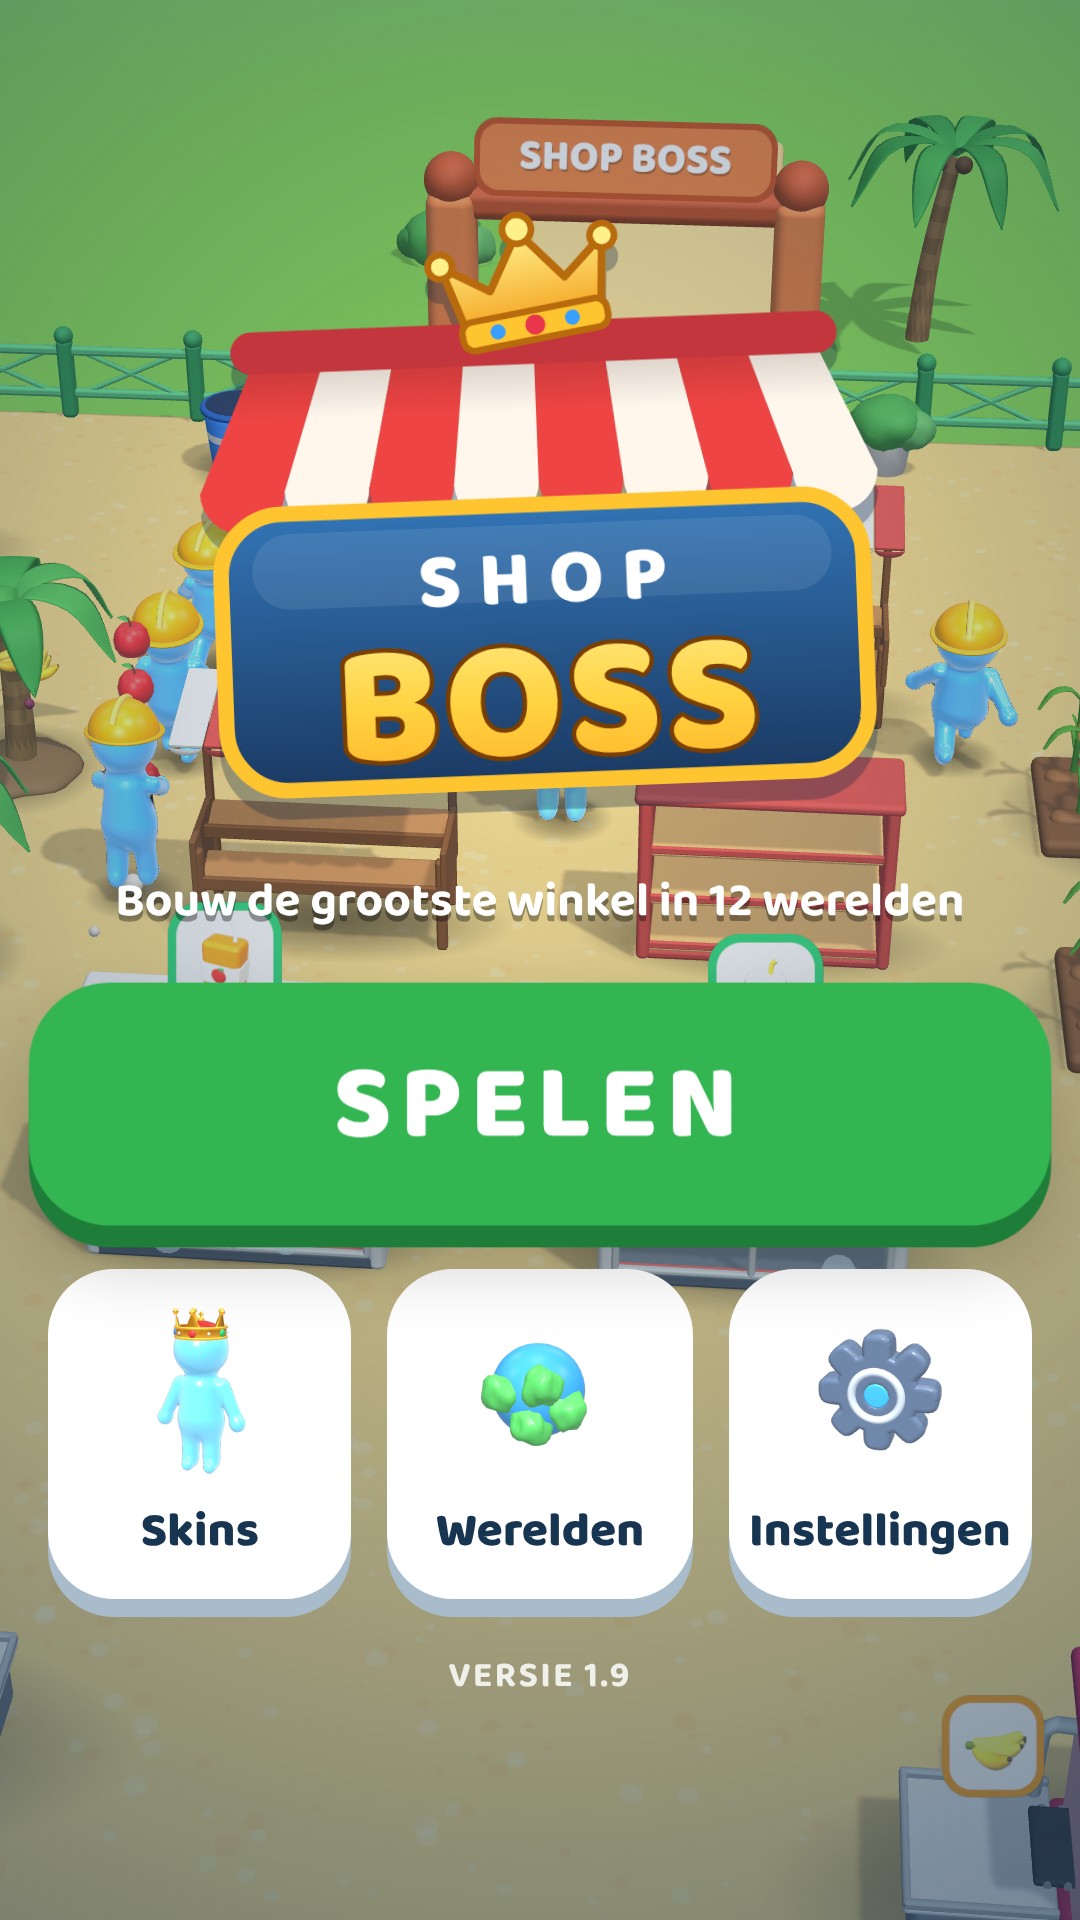 SHOP BOSS
SHOP
BOSS
Bouw de grootste winkel in 12 werelden
SPELEN
Skins
Werelden
Instellingen
VERSIE 1.9